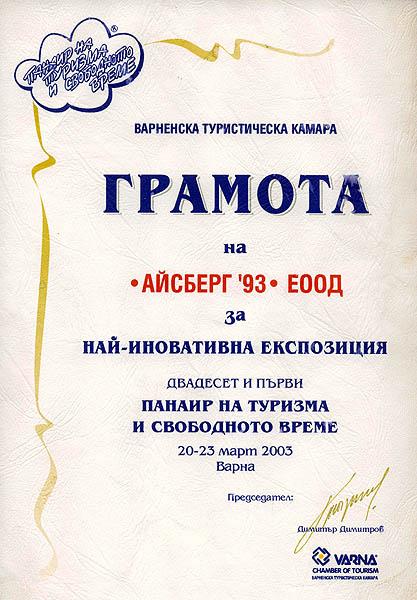 ПАНАИР НА
ТУРИЗМА
И СВОБОДНОТО
ВРЕМЕ
®
ВАРНЕНСКА ТУРИСТИЧЕСКА КАМАРА
ГРАМОТА
на
•АЙСБЕРГ '93• ЕООД
за
НАЙ-ИНОВАТИВНА ЕКСПОЗИЦИЯ
ДВАДЕСЕТ И ПЪРВИ
ПАНАИР НА ТУРИЗМА
И СВОБОДНОТО ВРЕМЕ
20-23 март 2003
Варна
Председател:
Димитър Димитров
VARNA
CHAMBER OF TOURISM
ВАРНЕНСКА ТУРИСТИЧЕСКА КАМАРА